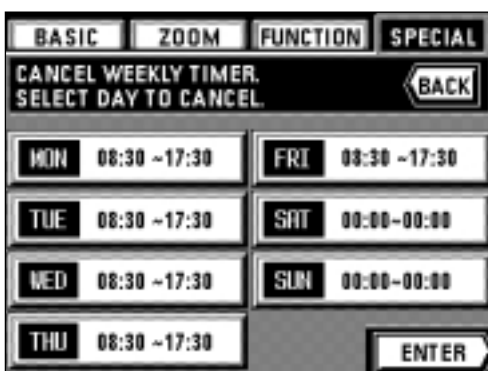 BASIC ZOOM FUNCTION SPECIAL
CANCEL WEEKLY TIMER.
SELECT DAY TO CANCEL.
BACK
MON 08:30 ~17:30
FRI 08:30 ~17:30
TUE 08:30 ~17:30
SAT 00:00~00:00
WED 08:30 ~17:30
SUN 00:00~00:00
THU 08:30 ~17:30
ENTER